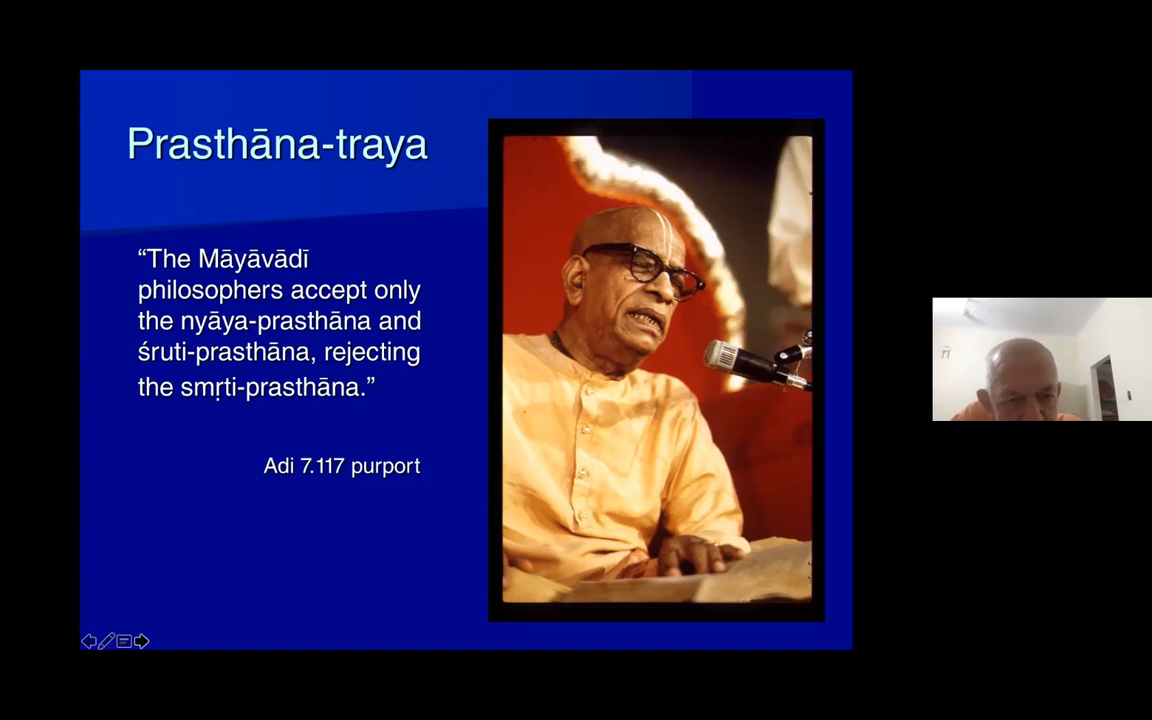 Prasthāna-traya
“The Māyāvādī
philosophers accept only
the nyāya-prasthāna and
śruti-prasthāna, rejecting
the smṛti-prasthāna.”
Adi 7.117 purport